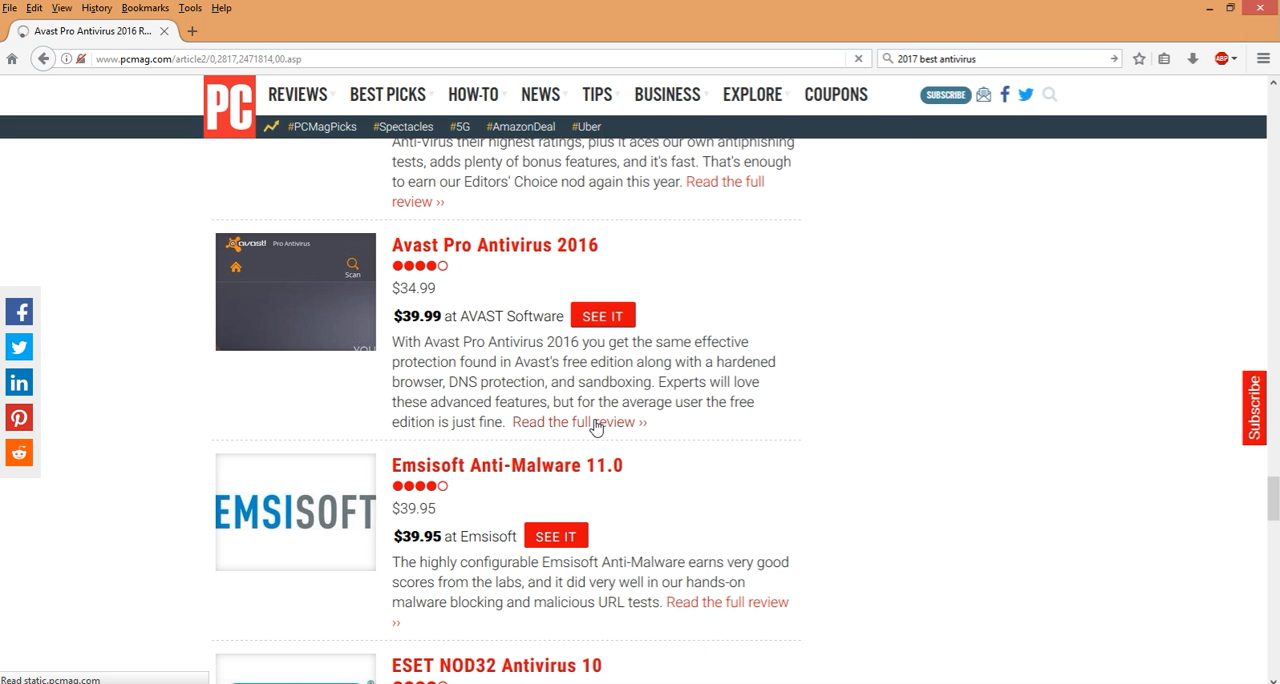 File Edit View History Bookmarks Tools Help
Avast Pro Antivirus 2016 R...
www.pcmag.com/article2/0,2817,2471814,00.asp
2017 best antivirus
ABP
PC
REVIEWS BEST PICKS HOW-TO NEWS TIPS BUSINESS EXPLORE COUPONS
SUBSCRIBE
#PCMagPicks #Spectacles #5G #AmazonDeal #Uber
Anti-Virus their highest ratings, plus it aces our own antiphishing
tests, adds plenty of bonus features, and it's fast. That's enough
to earn our Editors' Choice nod again this year. Read the full
review ››
avast! Pro Antivirus
Scan
YOU
Avast Pro Antivirus 2016
$34.99
$39.99 at AVAST Software SEE IT
With Avast Pro Antivirus 2016 you get the same effective
protection found in Avast's free edition along with a hardened
browser, DNS protection, and sandboxing. Experts will love
these advanced features, but for the average user the free
edition is just fine. Read the full review ››
Subscribe
EMSISOFT
Emsisoft Anti-Malware 11.0
$39.95
$39.95 at Emsisoft SEE IT
The highly configurable Emsisoft Anti-Malware earns very good
scores from the labs, and it did very well in our hands-on
malware blocking and malicious URL tests. Read the full review
››
ESET NOD32 Antivirus 10
Read static.pcmag.com